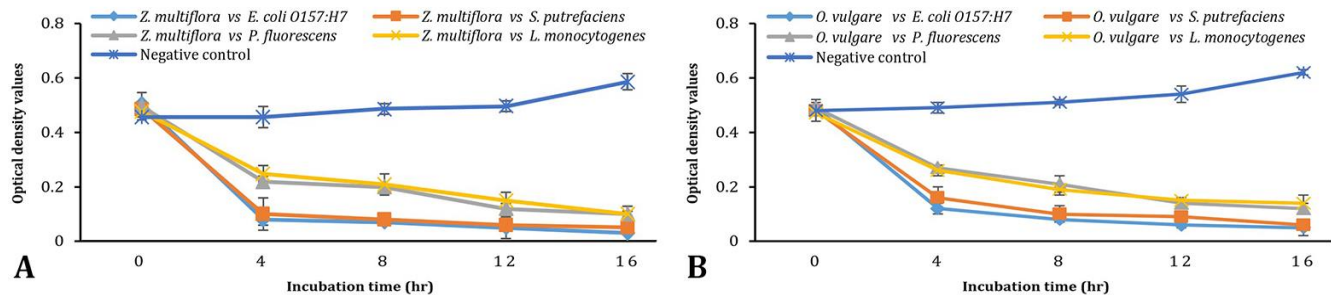 Z. multiflora vs E. coli O157:H7
Z. multiflora vs S. putrefaciens
Z. multiflora vs P. fluorescens
Z. multiflora vs L. monocytogenes
Negative control
Optical density values
0.8
0.6
0.4
0.2
0
0 4 8 12 16
Incubation time (hr)
A
O. vulgare vs E.coli O157:H7
O. vulgare vs S. putrefaciens
O. vulgare vs P. fluorescens
O. vulgare vs L. monocytogenes
Negative control
Optical density values
0.8
0.6
0.4
0.2
0
0 4 8 12 16
Incubation time (hr)
B